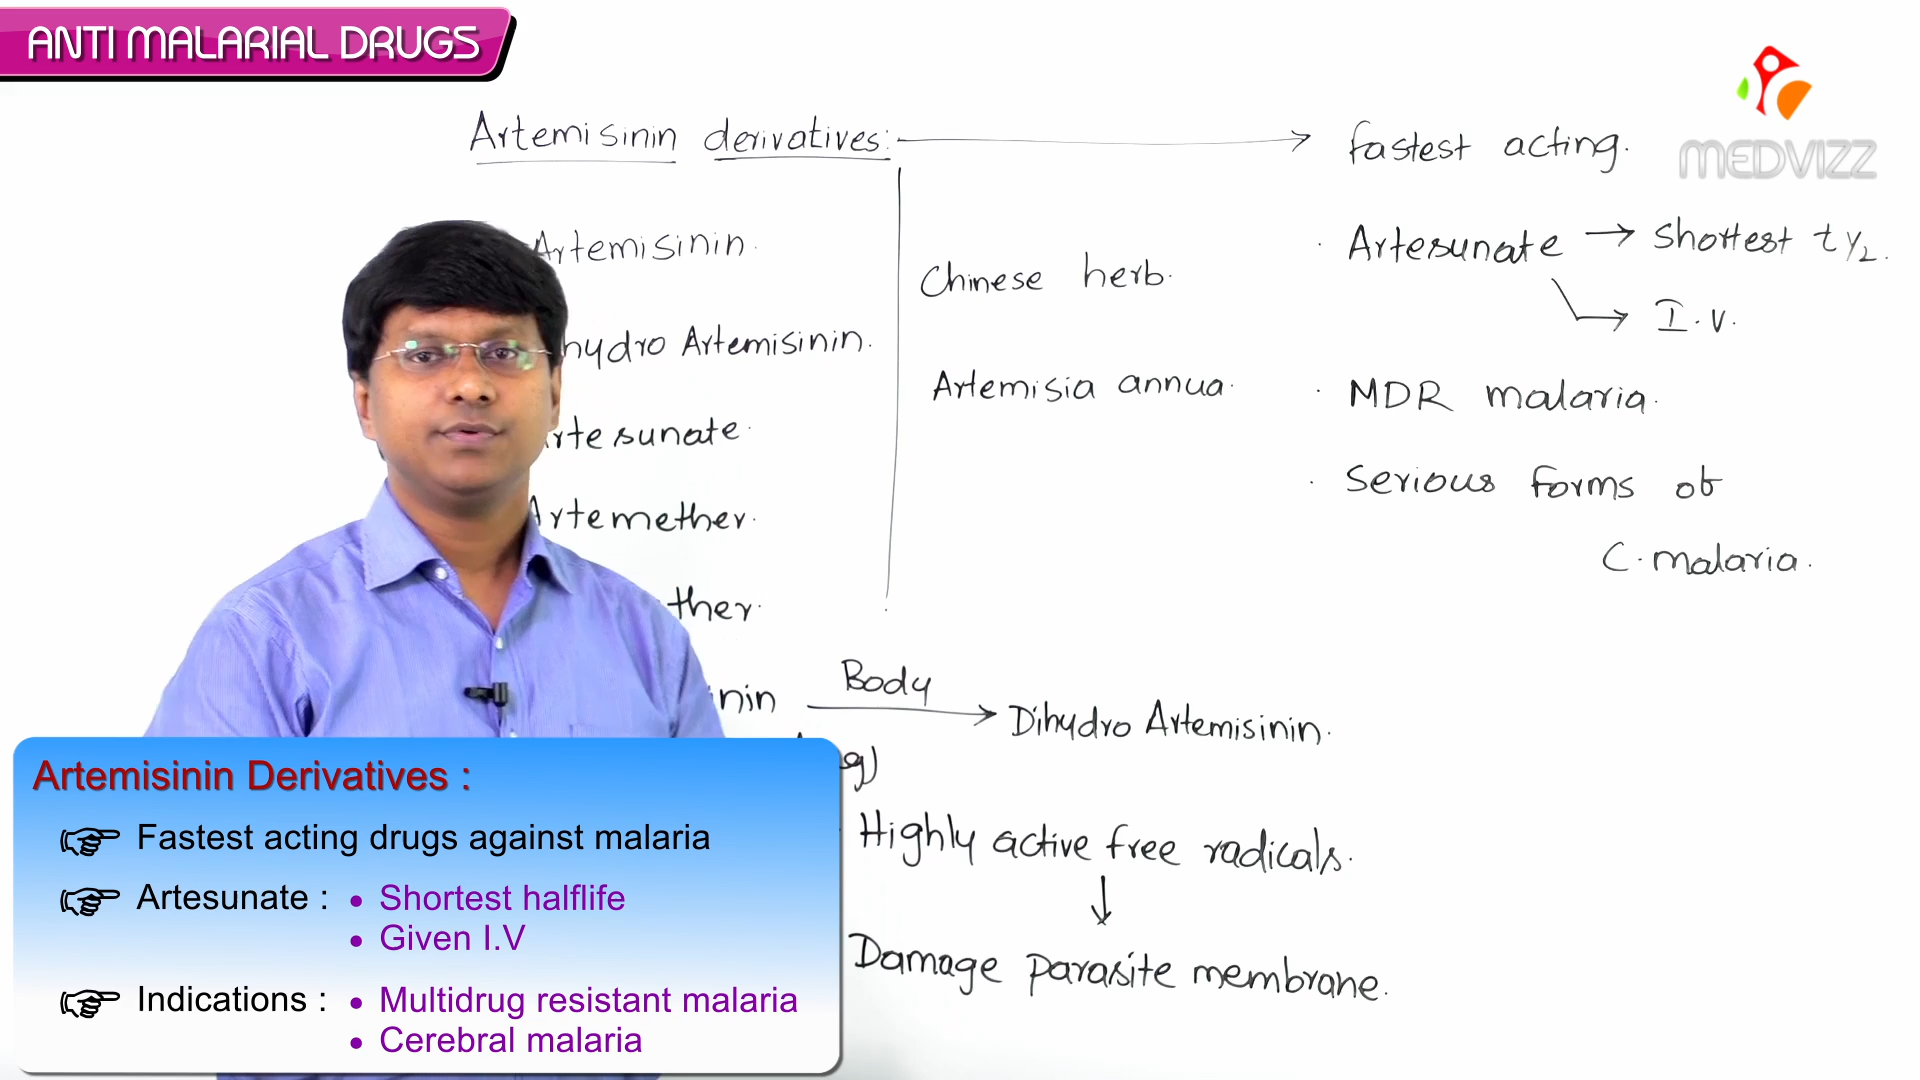 ANTI MALARIAL DRUGS
MEDVIZZ
Artemisinin derivatives: → fastest acting.
Artemisinin.
hydro Artemisinin.
rtesunate.
Artemether.
ther.
Chinese herb.
Artemisia annua.
· Artesunate → Shortest t 1/2.
→ I.V.
· MDR malaria.
· Serious forms of
C.malaria.
nin Body → Dihydro Artemisinin.
g)
Highly active free radicals.
↓
Damage parasite membrane.
Artemisinin Derivatives :
Fastest acting drugs against malaria
Artesunate : • Shortest halflife
• Given I.V
Indications : • Multidrug resistant malaria
• Cerebral malaria